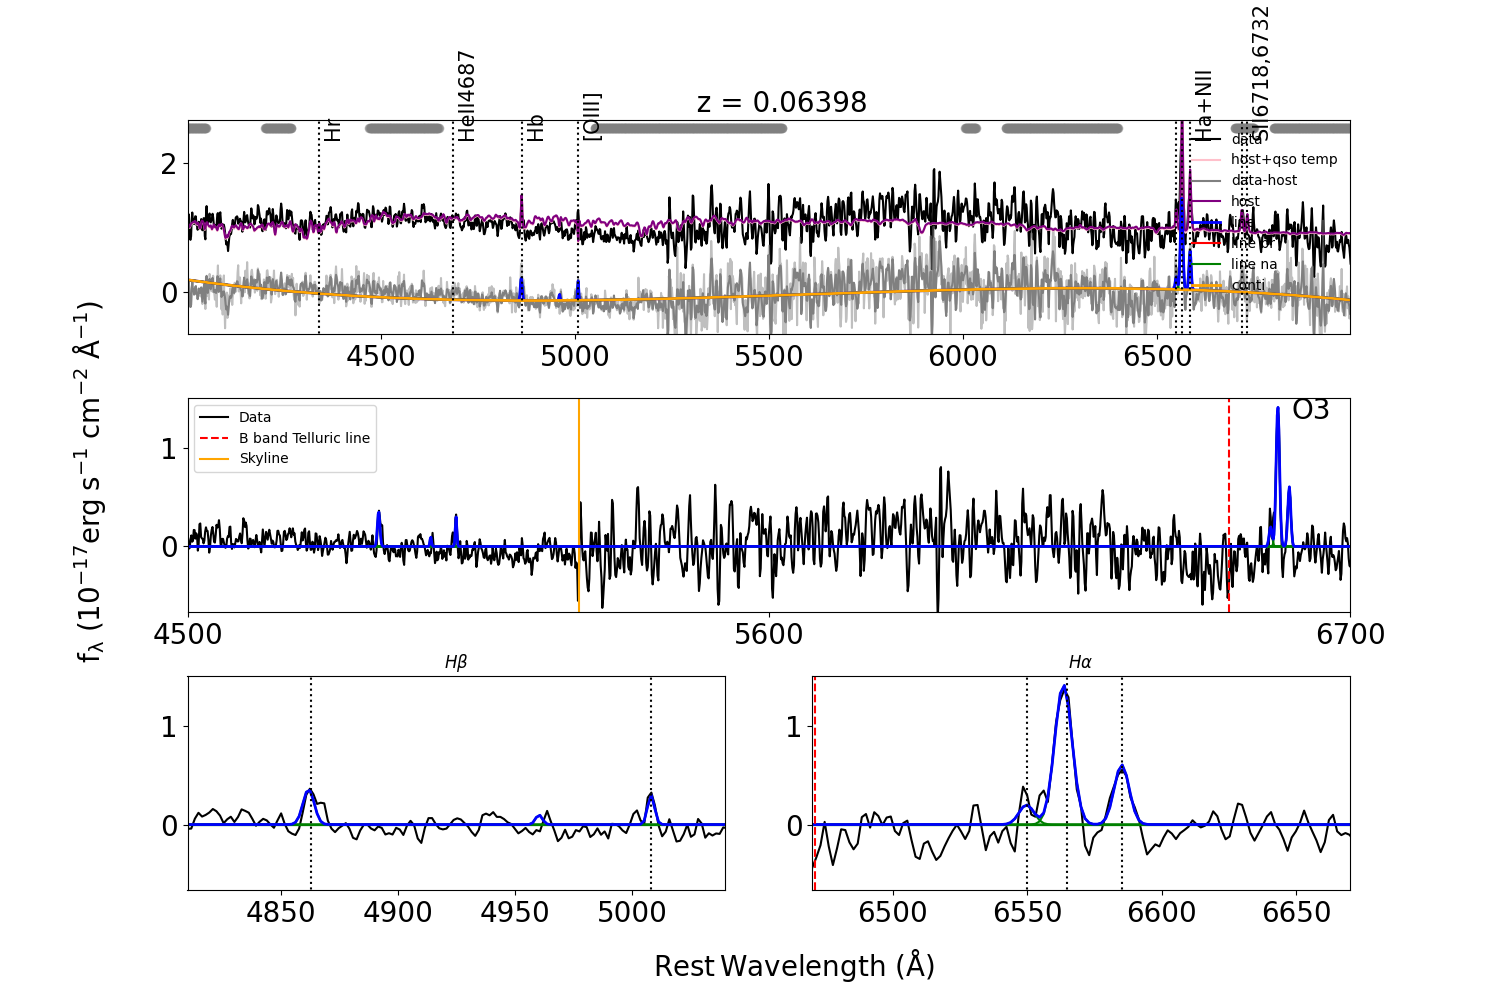 Hr
HeII4687
Hb
[OIII]
Ha+NII
SII6718,6732
z = 0.06398
data
host+qso temp
data-host
host
line
line br
line na
conti
2
0
4500 5000 5500 6000 6500
fλ (10⁻¹⁷erg s⁻¹ cm⁻² Å⁻¹)
Data
B band Telluric line
Skyline
O3
1
0
4500 5600 6700
Hβ
1
0
4850 4900 4950 5000
Hα
1
0
6500 6550 6600 6650
Rest Wavelength (Å)